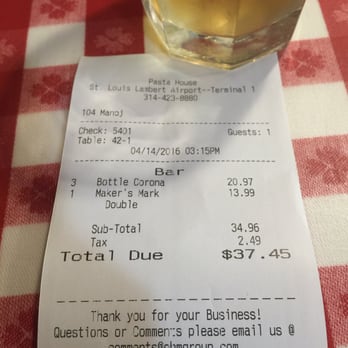 Pasta House
St. Louis Lambert Airport--Terminal 1
314-423-8880
104 Manoj
Check: 5401 Guests: 1
Table: 42-1
04/14/2016 03:15PM
Bar
3 Bottle Corona 20.97
1 Maker's Mark 13.99
Double
Sub-Total 34.96
Tax 2.49
Total Due $37.45
Thank you for your Business!
Questions or Comments please email us @